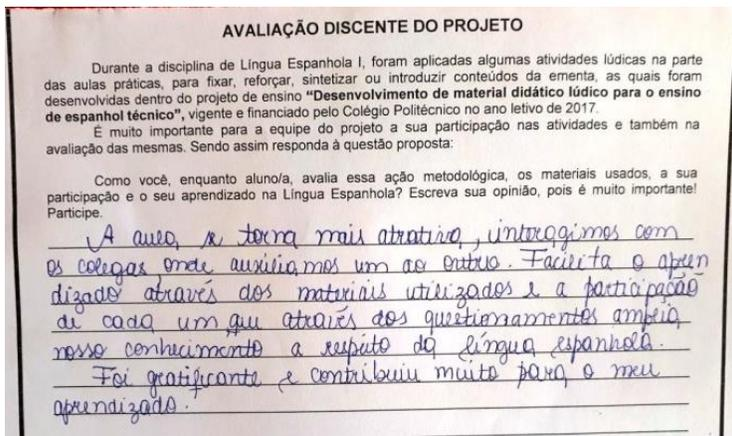 AVALIAÇÃO DISCENTE DO PROJETO
Durante a disciplina de Língua Espanhola I, foram aplicadas algumas atividades lúdicas na parte
das aulas práticas, para fixar, reforçar, sintetizar ou introduzir conteúdos da ementa, as quais foram
desenvolvidas dentro do projeto de ensino “Desenvolvimento de material didático lúdico para o ensino
de espanhol técnico”, vigente e financiado pelo Colégio Politécnico no ano letivo de 2017.
É muito importante para a equipe do projeto a sua participação nas atividades e também na
avaliação das mesmas. Sendo assim responda à questão proposta:
Como você, enquanto aluno/a, avalia essa ação metodológica, os materiais usados, a sua
participação e o seu aprendizado na Língua Espanhola? Escreva sua opinião, pois é muito importante!
Participe.
A aula, se torna mais atrativa, interagimos com
os colegas, onde auxiliamos um ao outro. Facilita o apren
dizado através dos materiais utilizados e a participação
de cada um que através dos questionamentos amplia
nosso conhecimento a respeito da língua espanhola.
Foi gratificante e contribuiu muito para o meu
aprendizado.